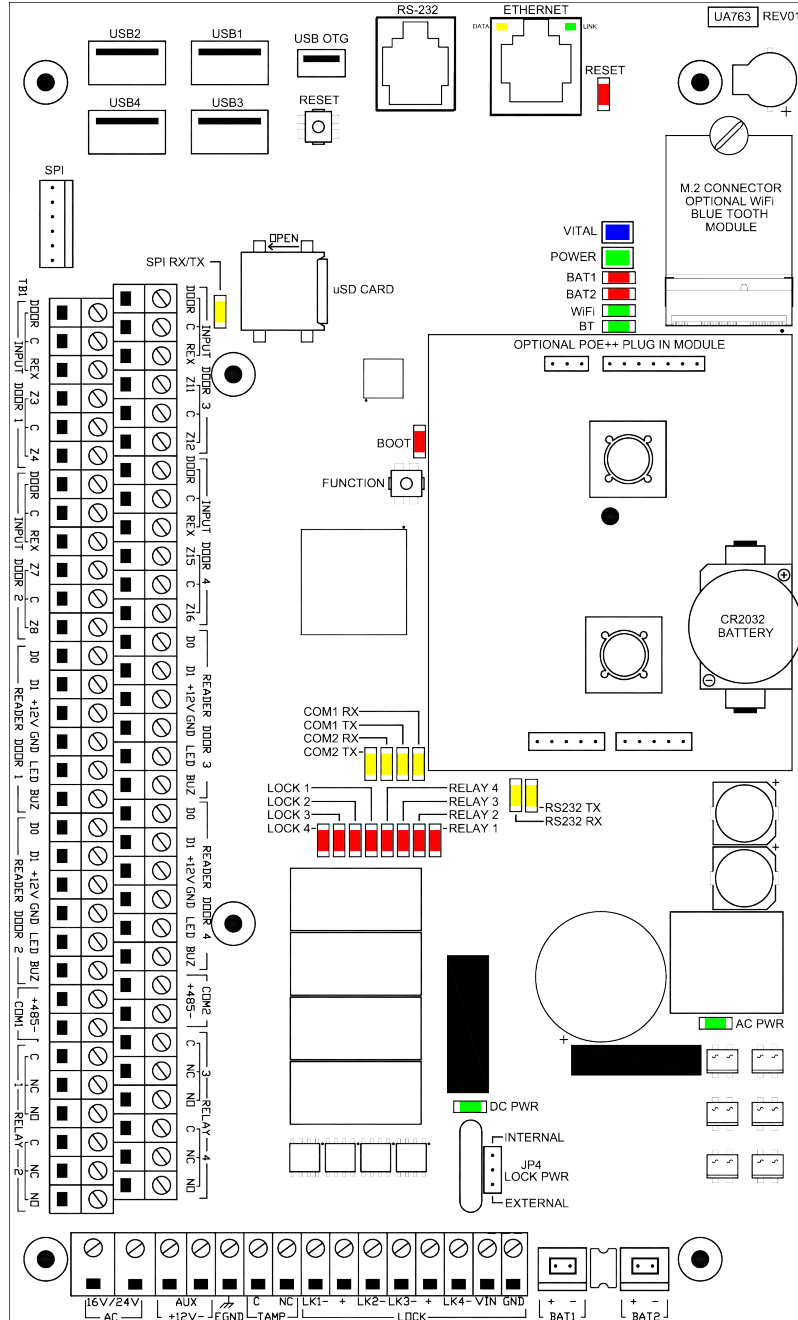 RS-232
ETHERNET
UA763 REV01
DATA
LINK
USB2
USB1
USB OTG
RESET
USB4
USB3
RESET
+
SPI
M.2 CONNECTOR
OPTIONAL WiFi
BLUE TOOTH
MODULE
VITAL
POWER
BAT1
BAT2
WiFi
BT
OPEN
SPI RX/TX
uSD CARD
TB1
DOOR
C
REX
Z3
C
Z4
INPUT DOOR 1
DOOR
C
REX
Z7
C
Z8
INPUT DOOR 2
D0
D1
+12V
GND
LED
BUZ
READER DOOR 1
D0
D1
+12V
GND
LED
BUZ
READER DOOR 2
+485-
COM1
C
NC
NO
1
C
NC
NO
2
RELAY
DOOR
C
REX
Z11
C
Z12
INPUT DOOR 3
DOOR
C
REX
Z15
C
Z16
INPUT DOOR 4
D0
D1
+12V
GND
LED
BUZ
READER DOOR 3
D0
D1
+12V
GND
LED
BUZ
READER DOOR 4
+485-
COM2
C
NC
NO
3
C
NC
NO
4
RELAY
OPTIONAL POE++ PLUG IN MODULE
BOOT
FUNCTION
+
CR2032
BATTERY
-
COM1 RX
COM1 TX
COM2 RX
COM2 TX
LOCK 1
LOCK 2
LOCK 3
LOCK 4
RELAY 4
RELAY 3
RELAY 2
RELAY 1
RS232 TX
RS232 RX
+
+
+
AC PWR
DC PWR
INTERNAL
JP4
LOCK PWR
EXTERNAL
16V/24V
AC
AUX
+12V-
EGND
C NC
TAMP
LK1- + LK2- LK3- + LK4- VIN GND
LOCK
+ -
BAT1
+ -
BAT2